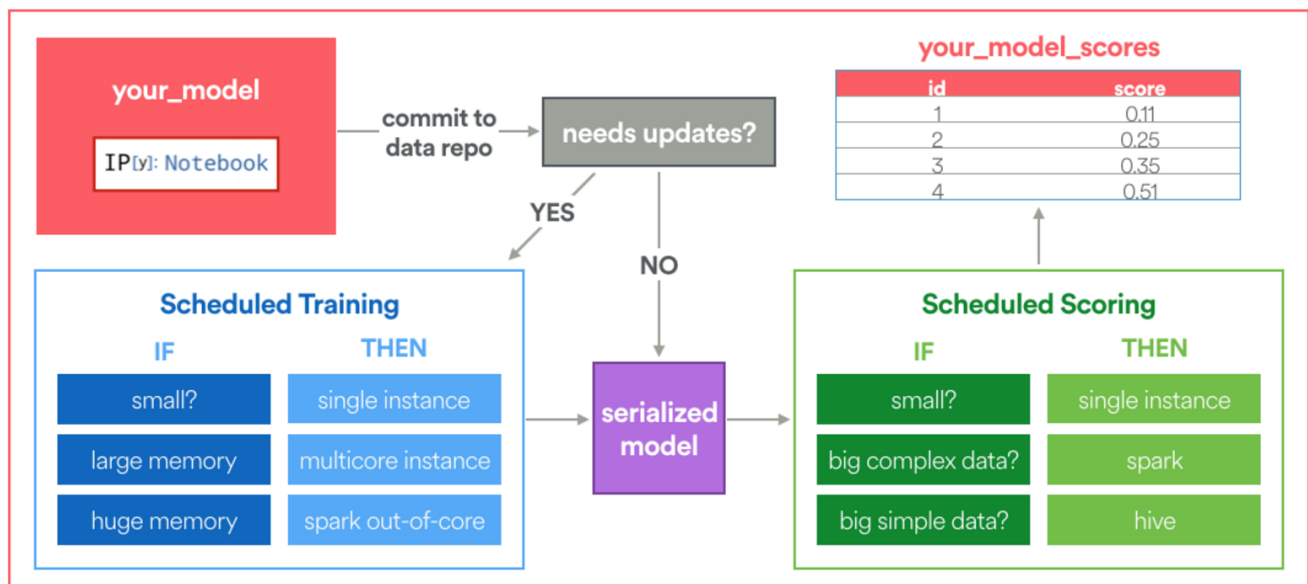 your_model
IP[y]: Notebook
commit to
data repo
needs updates?
YES
NO
your_model_scores
id score
1 0.11
2 0.25
3 0.35
4 0.51
Scheduled Training
IF THEN
small? single instance
large memory multicore instance
huge memory spark out-of-core
serialized
model
Scheduled Scoring
IF THEN
small? single instance
big complex data? spark
big simple data? hive